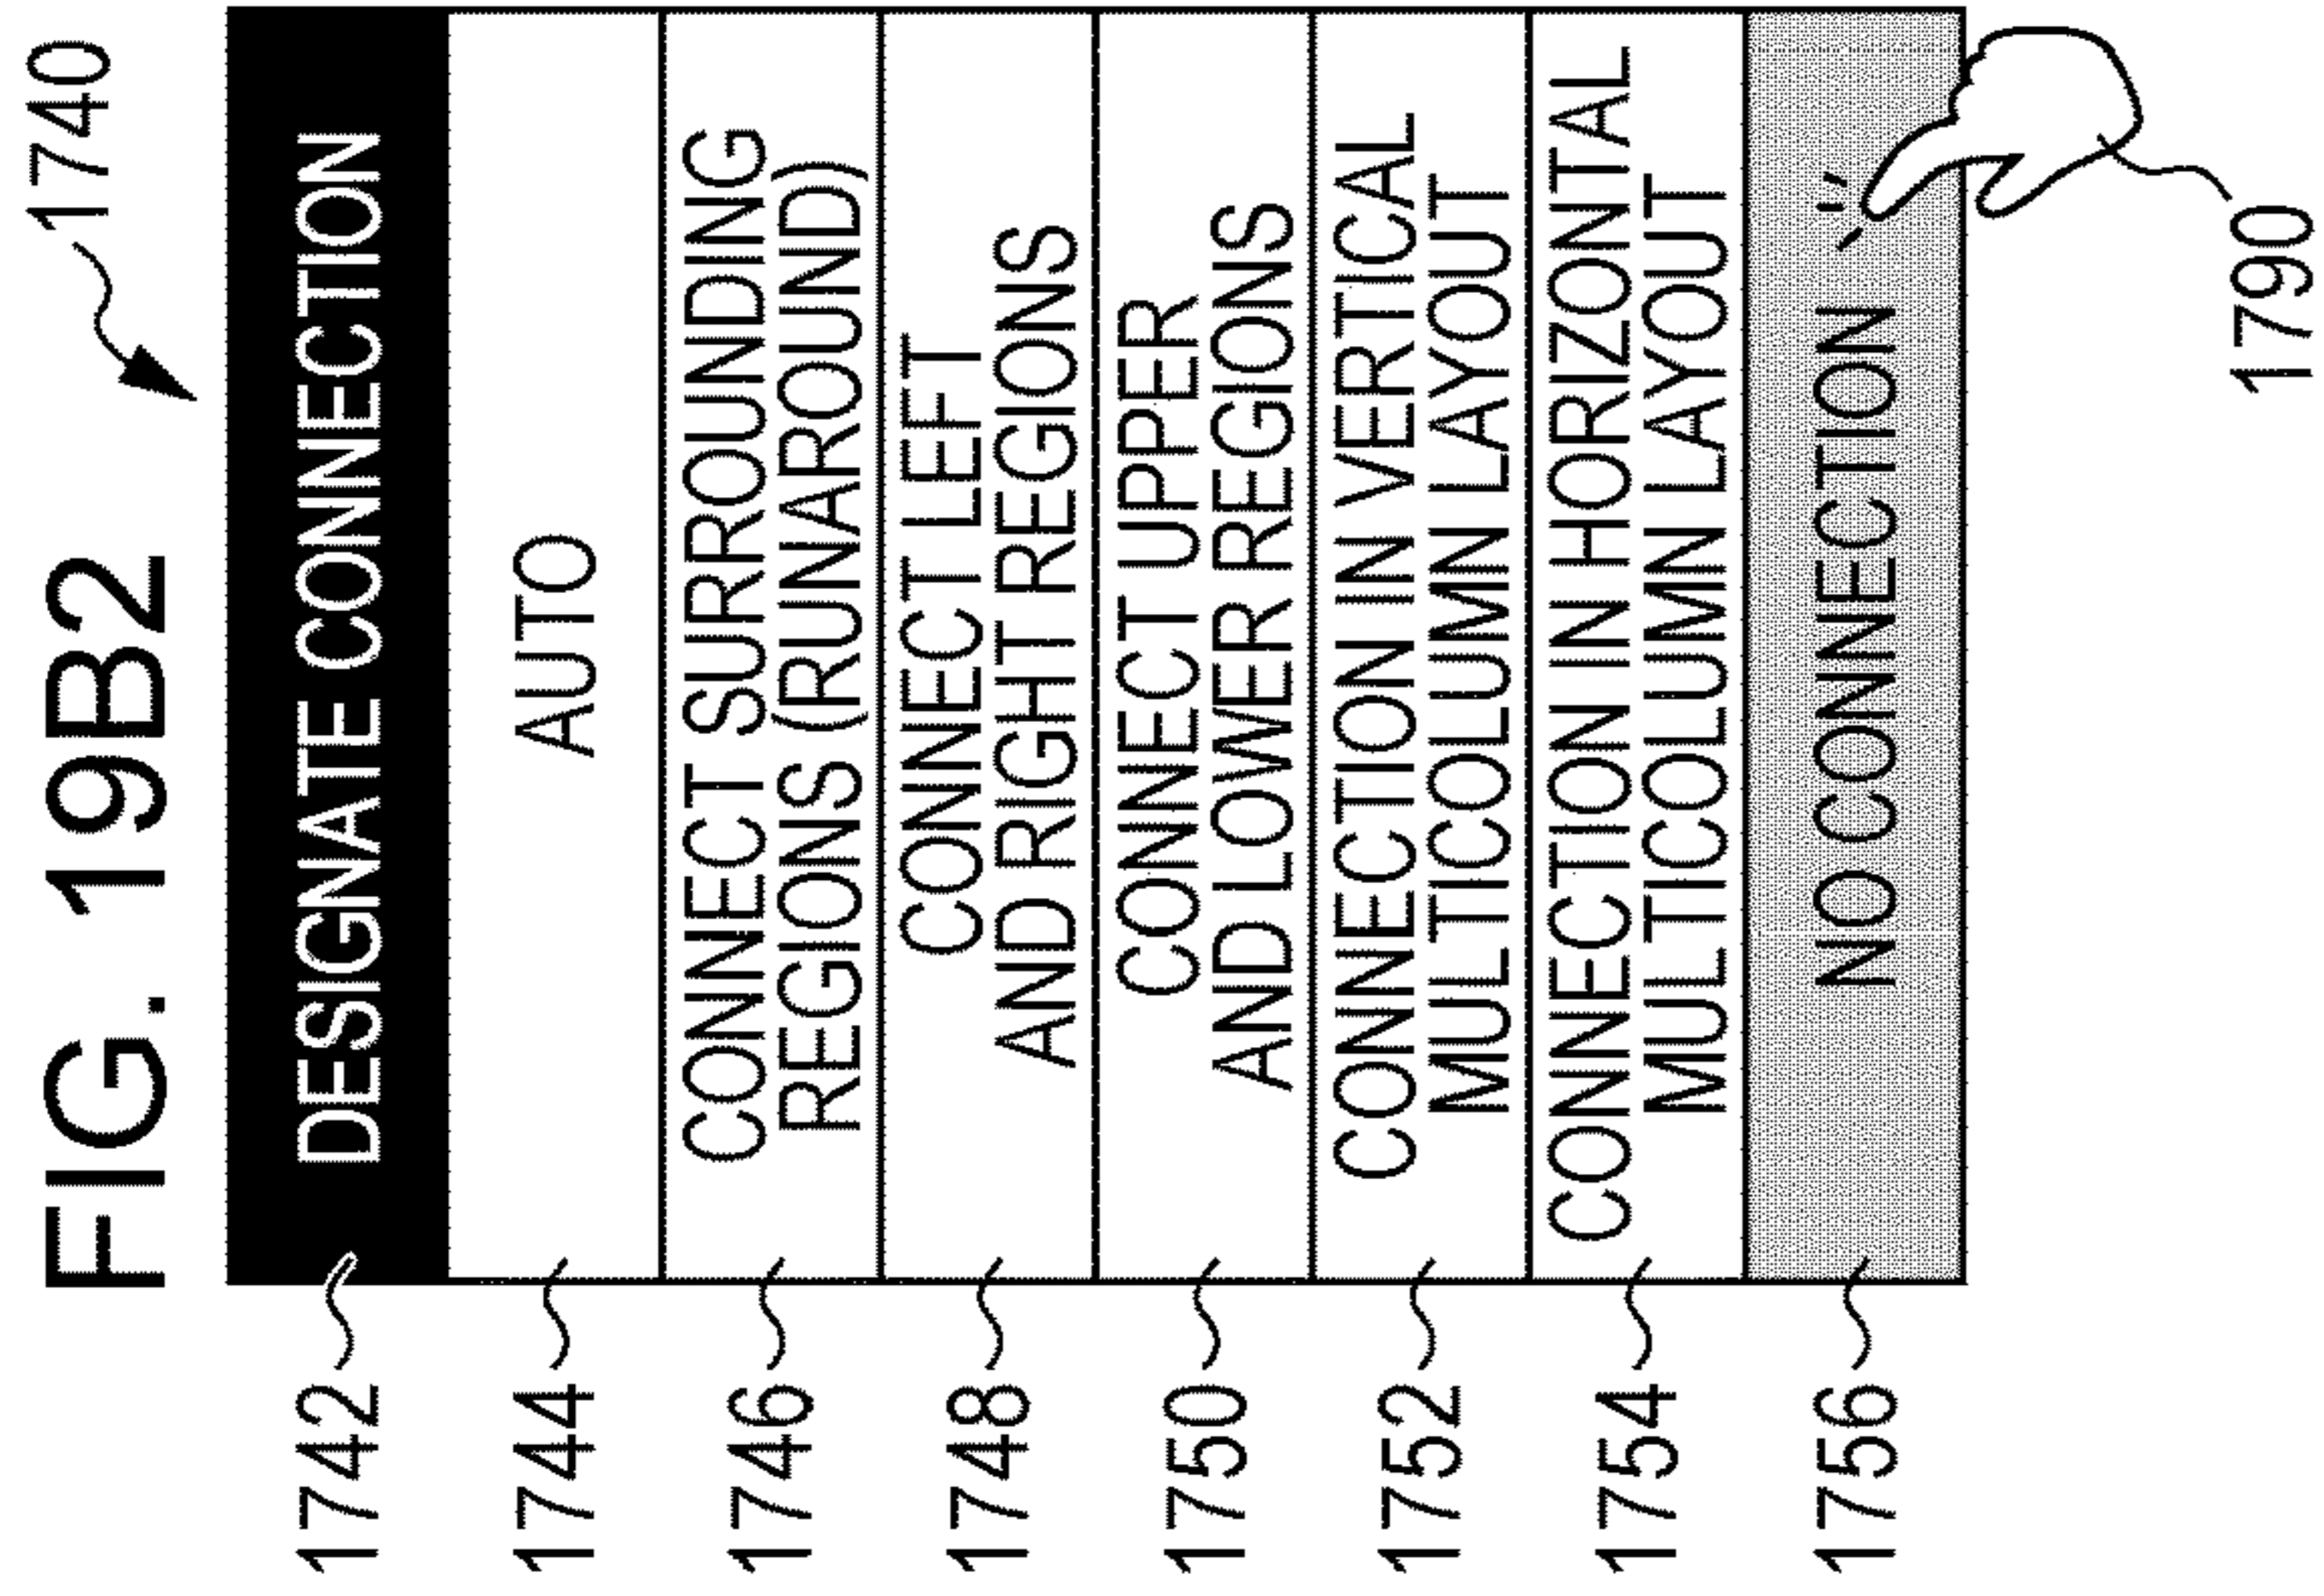 FIG. 19B2
1740
1742
DESIGNATE CONNECTION
1744
AUTO
1746
CONNECT SURROUNDING
REGIONS (RUNAROUND)
1748
CONNECT LEFT
AND RIGHT REGIONS
1750
CONNECT UPPER
AND LOWER REGIONS
1752
CONNECTION IN VERTICAL
MULTICOLUMN LAYOUT
1754
CONNECTION IN HORIZONTAL
MULTICOLUMN LAYOUT
1756
NO CONNECTION
1790